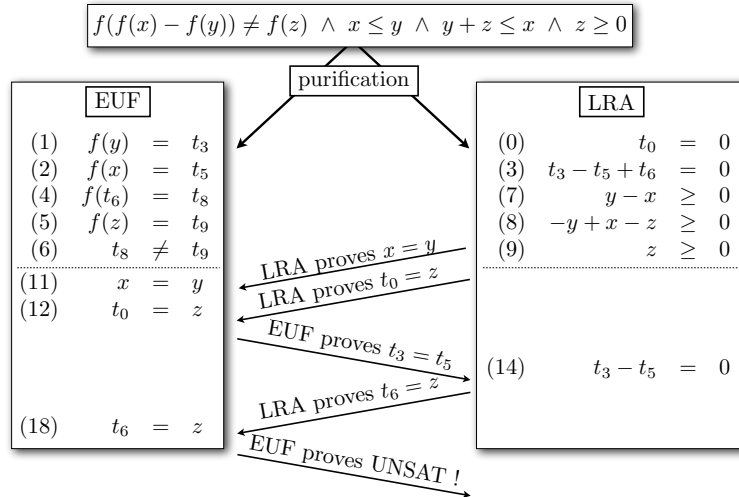 f(f(x) − f(y)) ≠ f(z) ∧ x ≤ y ∧ y + z ≤ x ∧ z ≥ 0
purification
EUF
(1) f(y) = t₃
(2) f(x) = t₅
(4) f(t₆) = t₈
(5) f(z) = t₉
(6) t₈ ≠ t₉
(11) x = y
(12) t₀ = z
(18) t₆ = z
LRA proves x = y
LRA proves t₀ = z
EUF proves t₃ = t₅
LRA proves t₆ = z
EUF proves UNSAT !
LRA
(0) t₀ = 0
(3) t₃ − t₅ + t₆ = 0
(7) y − x ≥ 0
(8) −y + x − z ≥ 0
(9) z ≥ 0
(14) t₃ − t₅ = 0